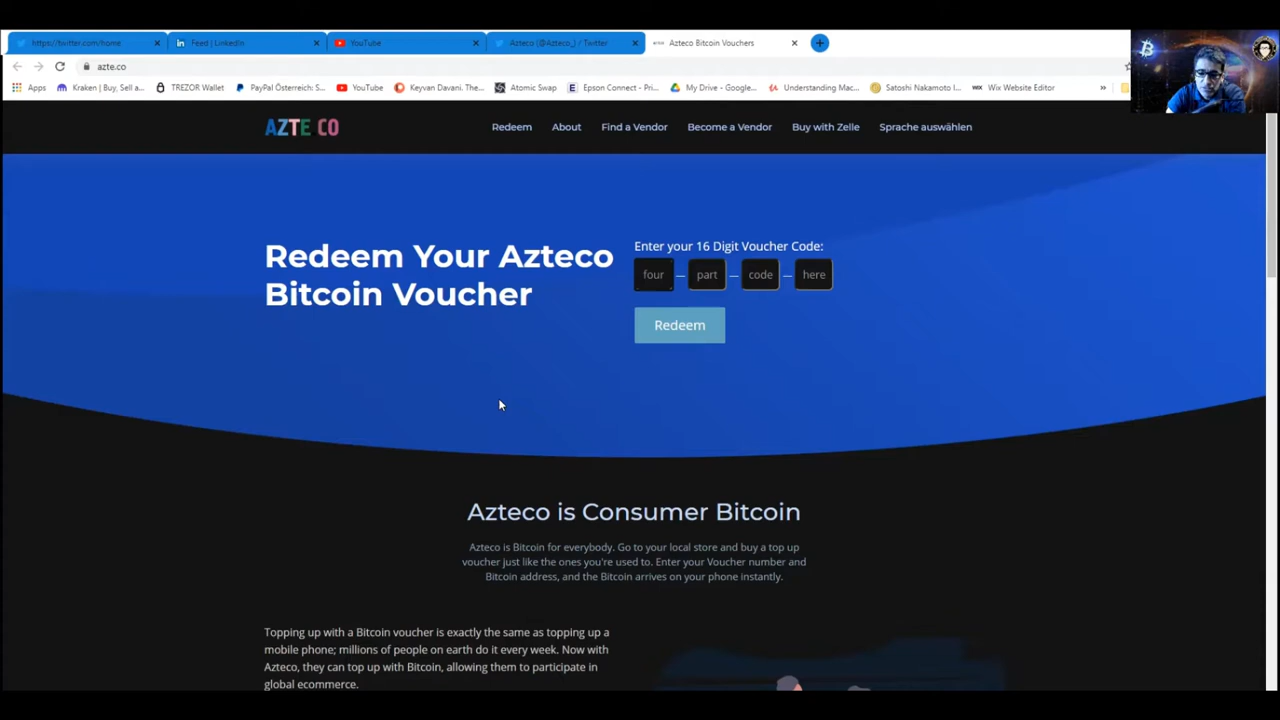 https://twitter.com/home
Feed | LinkedIn
YouTube
Azteco (@Azteco_) / Twitter
Azteco Bitcoin Vouchers
azte.co
Apps
Kraken | Buy, Sell a...
TREZOR Wallet
PayPal Österreich: S...
YouTube
Keyvan Davani. The...
Atomic Swap
Epson Connect - Pri...
My Drive - Google...
Understanding Mac...
Satoshi Nakamoto I...
WIX Wix Website Editor
»
AZTE CO
Redeem
About
Find a Vendor
Become a Vendor
Buy with Zelle
Sprache auswählen
Redeem Your Azteco
Bitcoin Voucher
Enter your 16 Digit Voucher Code:
four — part — code — here
Redeem
Azteco is Consumer Bitcoin
Azteco is Bitcoin for everybody. Go to your local store and buy a top up
voucher just like the ones you're used to. Enter your Voucher number and
Bitcoin address, and the Bitcoin arrives on your phone instantly.
Topping up with a Bitcoin voucher is exactly the same as topping up a
mobile phone; millions of people on earth do it every week. Now with
Azteco, they can top up with Bitcoin, allowing them to participate in
global ecommerce.